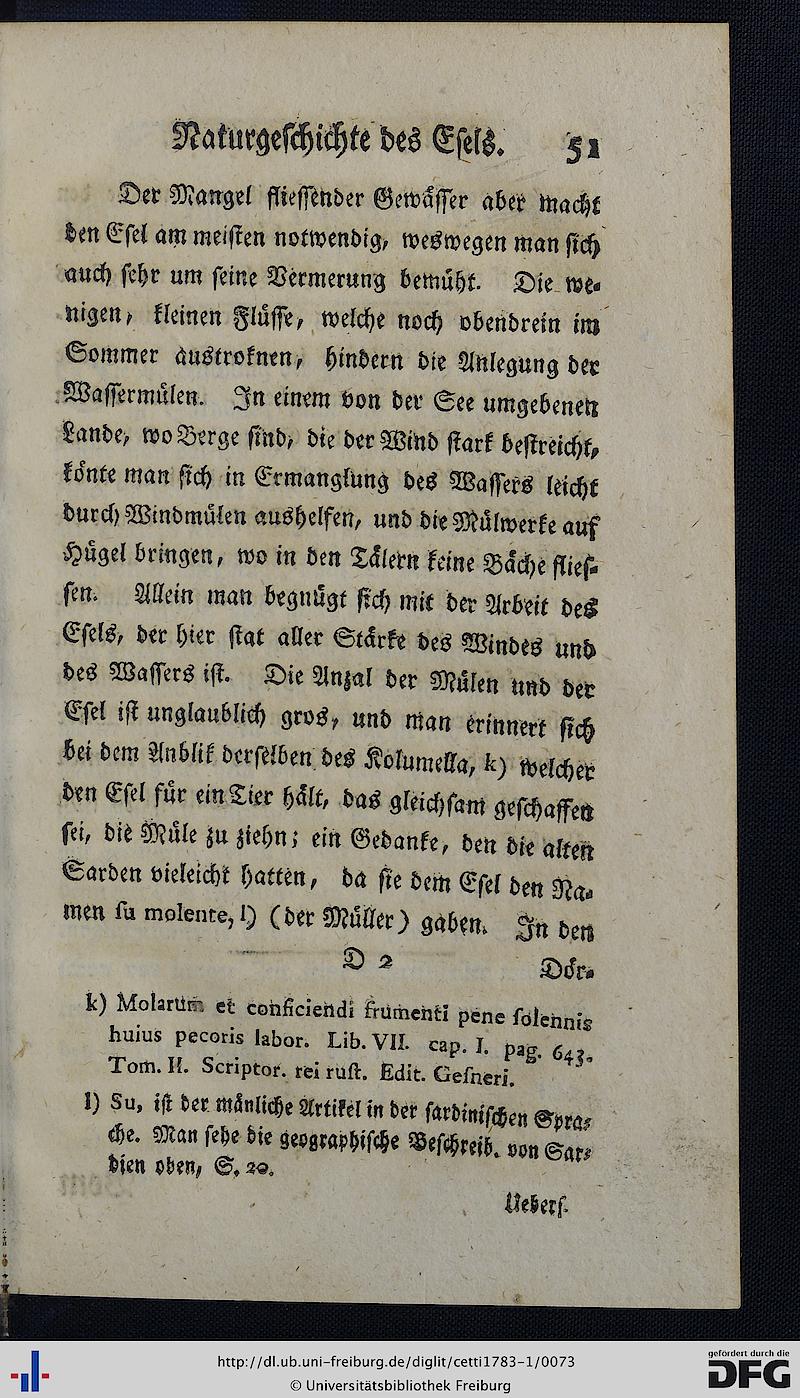 Naturgeschichte des Esels. 51
Der Mangel fliessender Gewässer aber macht
den Esel am meisten notwendig, weswegen man sich
auch sehr um seine Vermerung bemüht. Die we-
nigen, kleinen Flüsse, welche noch obendrein im
Sommer austroknen, hindern die Anlegung der
Wassermülen. In einem von der See umgebenen
Lande, wo Berge sind, die der Wind stark bestreicht,
könte man sich in Ermanglung des Wassers leicht
durch Windmülen aushelfen, und die Mülwerke auf
Hügel bringen, wo in den Tälern keine Bäche flies-
sen. Allein man begnügt sich mit der Arbeit des
Esels, der hier stat aller Stärke des Windes und
des Wassers ist. Die Anzal der Mülen und der
Esel ist unglaublich gros, und man erinnert sich
bei dem Anblik derselben des Kolumella, k) welcher
den Esel für ein Tier hält, das gleichsam geschaffen
sei, die Müle zu ziehn; ein Gedanke, den die alten
Sarden vieleicht hatten, da sie dem Esel den Na-
men su molente, l) (der Müller) gaben. In den
D 2 Dör-
k) Molarum et conficiendi frumenti pene solennis
huius pecoris labor. Lib. VII. cap. I. pag. 643.
Tom. II. Scriptor. rei rust. Edit. Gesneri.
l) Su, ist der mänliche Artikel in der sardinischen Spra-
che. Man sehe die geographische Beschreib. von Sar-
dien oben, S. 20.
Uebers.
http://dl.ub.uni-freiburg.de/diglit/cetti1783-1/0073
© Universitätsbibliothek Freiburg
gefördert durch die
DFG